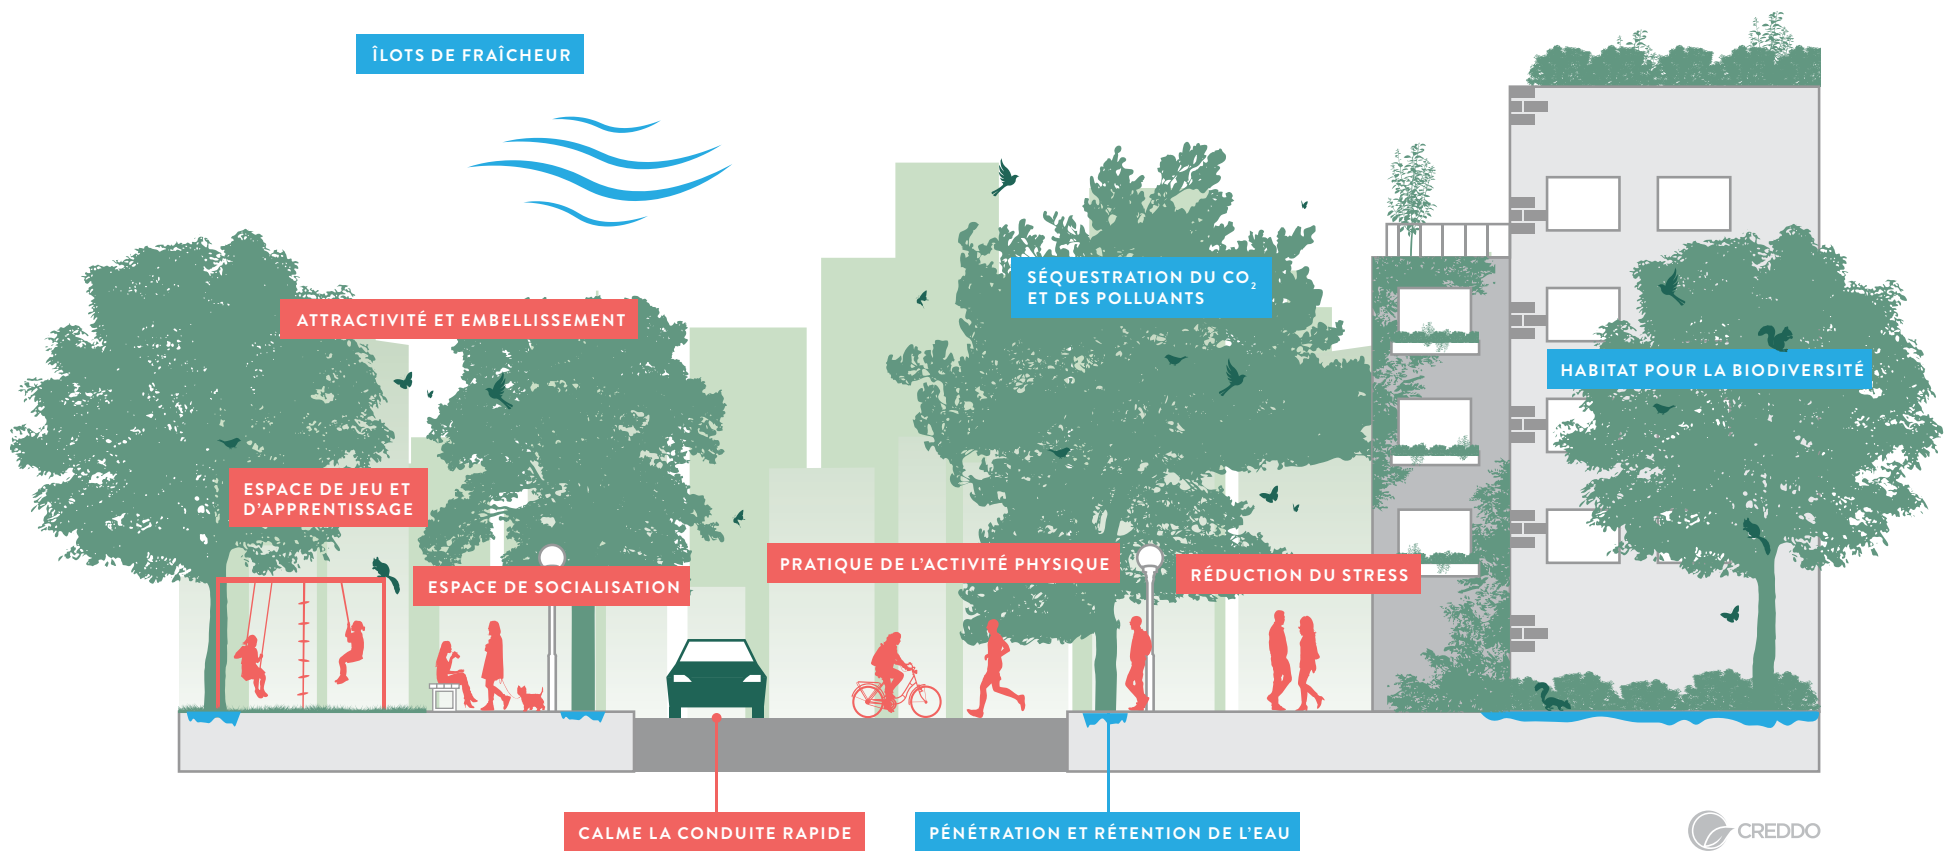 ÎLOTS DE FRAÎCHEUR
SÉQUESTRATION DU CO₂
ET DES POLLUANTS
ATTRACTIVITÉ ET EMBELLISSEMENT
HABITAT POUR LA BIODIVERSITÉ
ESPACE DE JEU ET
D'APPRENTISSAGE
ESPACE DE SOCIALISATION
PRATIQUE DE L'ACTIVITÉ PHYSIQUE
RÉDUCTION DU STRESS
CALME LA CONDUITE RAPIDE
PÉNÉTRATION ET RÉTENTION DE L'EAU
CREDDO